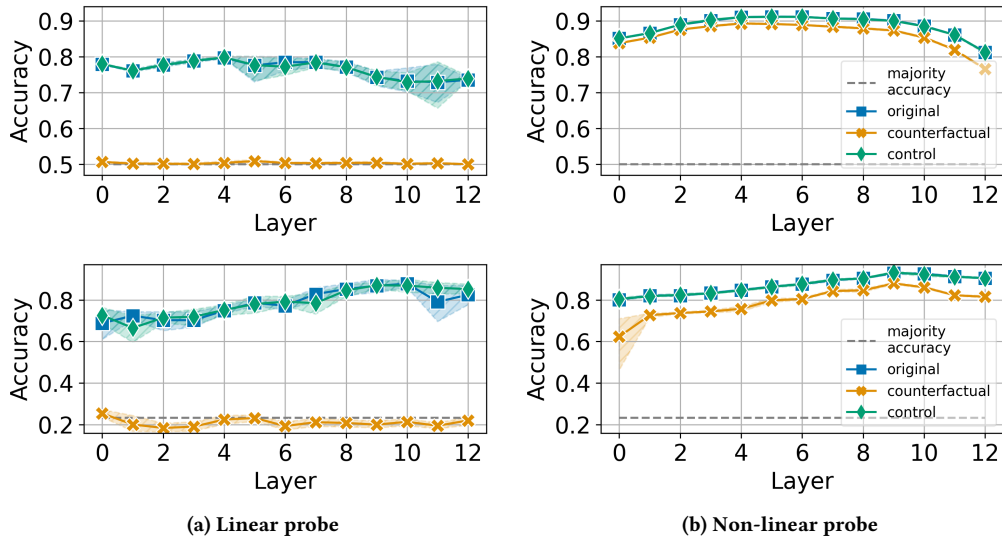 Accuracy
0.9
0.8
0.7
0.6
0.5
0 2 4 6 8 10 12
Layer
Accuracy
0.9
0.8
0.7
0.6
0.5
majority
accuracy
original
counterfactual
control
0 2 4 6 8 10 12
Layer
Accuracy
0.8
0.6
0.4
0.2
0 2 4 6 8 10 12
Layer
Accuracy
0.8
0.6
0.4
0.2
majority
accuracy
original
counterfactual
control
0 2 4 6 8 10 12
Layer
(a) Linear probe
(b) Non-linear probe